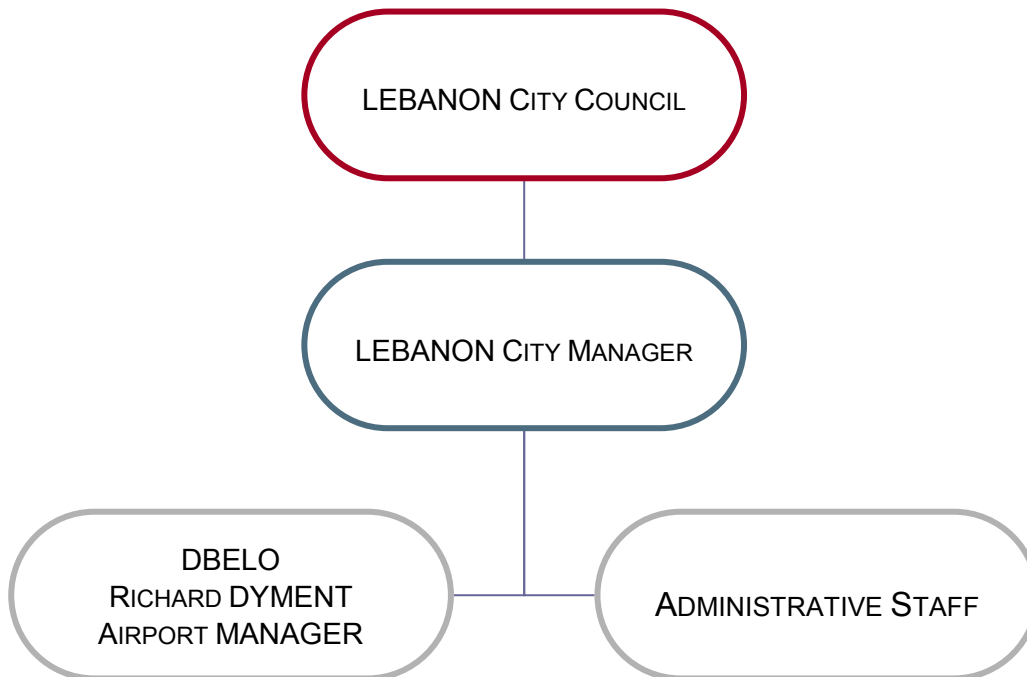 LEBANON CITY COUNCIL
LEBANON CITY MANAGER
DBELO
RICHARD DYMENT
AIRPORT MANAGER
ADMINISTRATIVE STAFF